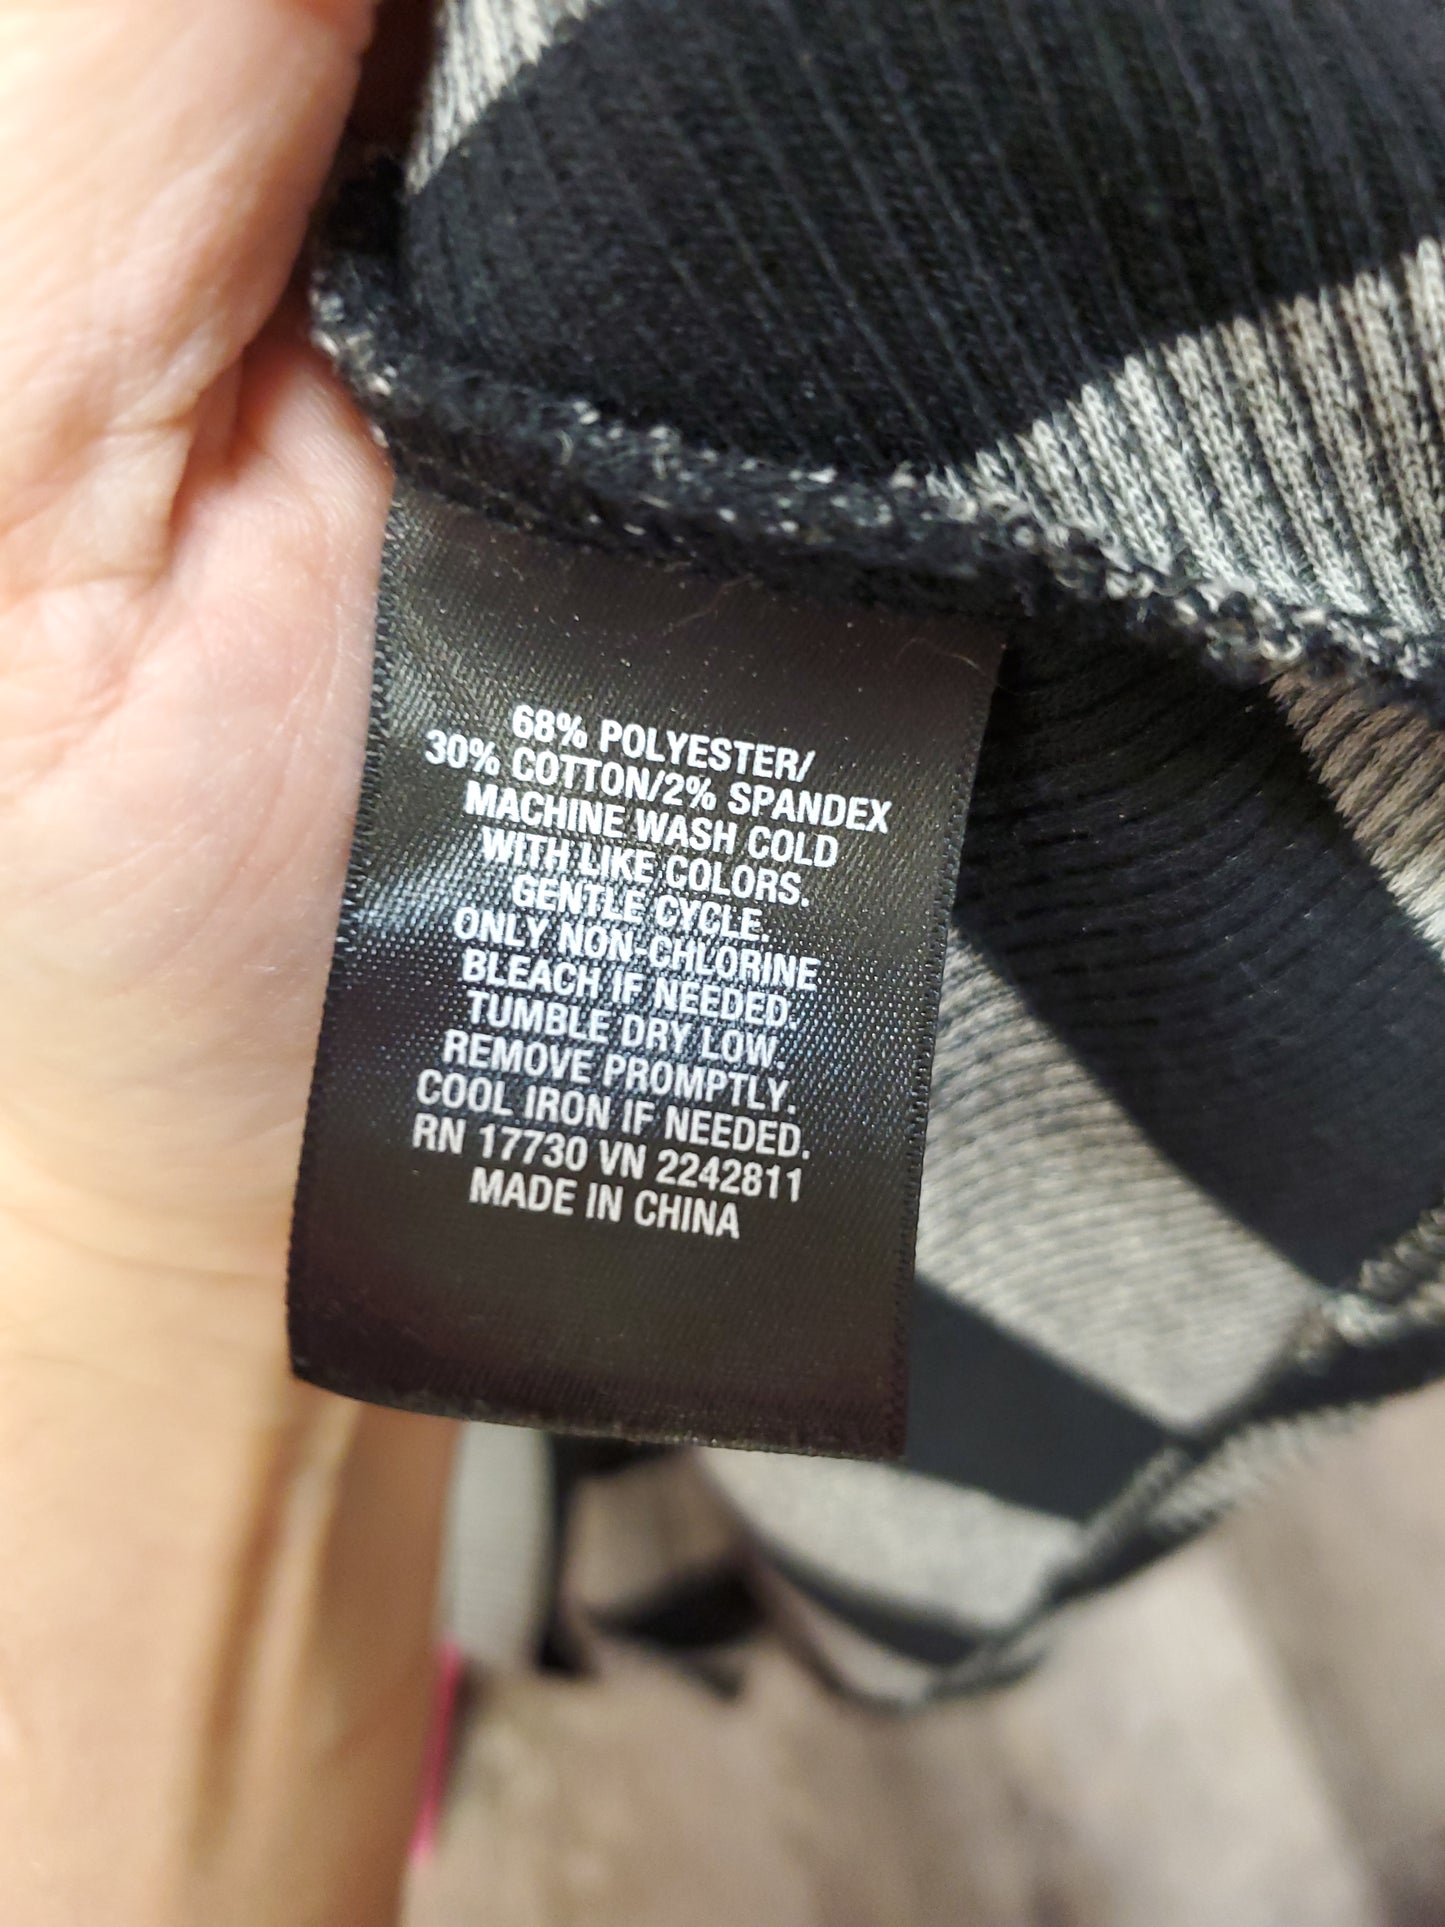 68% POLYESTER/
30% COTTON/2% SPANDEX
MACHINE WASH COLD
WITH LIKE COLORS.
GENTLE CYCLE.
ONLY NON-CHLORINE
BLEACH IF NEEDED.
TUMBLE DRY LOW.
REMOVE PROMPTLY.
COOL IRON IF NEEDED.
RN 17730 VN 2242811
MADE IN CHINA